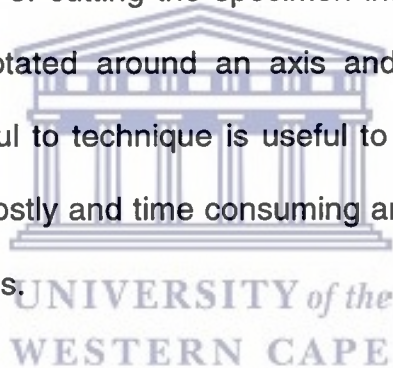 or cutting the specimen in
otated around an axis and
ul to technique is useful to
ostly and time consuming ar
s.
UNIVERSITY of the
WESTERN CAPE